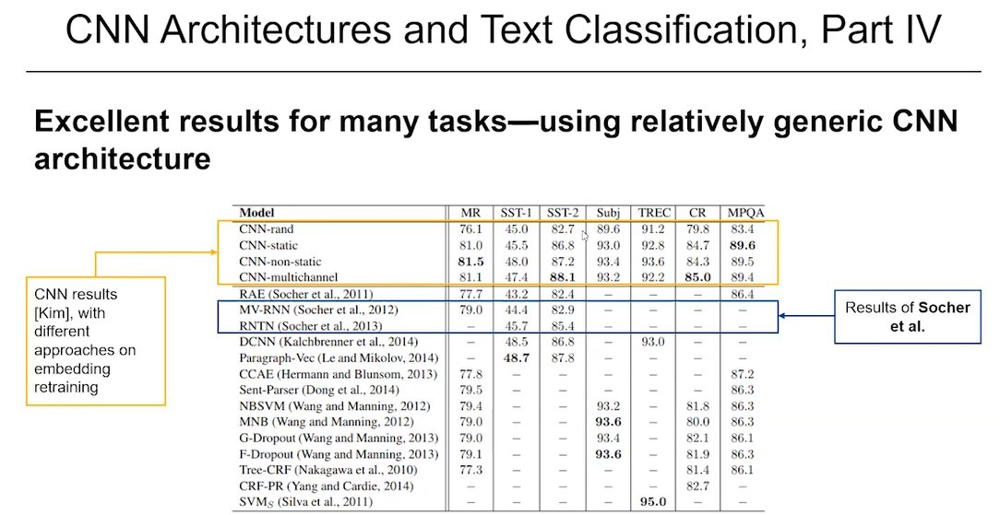 CNN Architectures and Text Classification, Part IV
Excellent results for many tasks—using relatively generic CNN
architecture
Model MR SST-1 SST-2 Subj TREC CR MPQA
CNN-rand 76.1 45.0 82.7 89.6 91.2 79.8 83.4
CNN-static 81.0 45.5 86.8 93.0 92.8 84.7 89.6
CNN-non-static 81.5 48.0 87.2 93.4 93.6 84.3 89.5
CNN-multichannel 81.1 47.4 88.1 93.2 92.2 85.0 89.4
RAE (Socher et al., 2011) 77.7 43.2 82.4 – – – 86.4
MV-RNN (Socher et al., 2012) 79.0 44.4 82.9 – – – –
RNTN (Socher et al., 2013) – 45.7 85.4 – – – –
DCNN (Kalchbrenner et al., 2014) – 48.5 86.8 – 93.0 – –
Paragraph-Vec (Le and Mikolov, 2014) – 48.7 87.8 – – – –
CCAE (Hermann and Blunsom, 2013) 77.8 – – – – – 87.2
Sent-Parser (Dong et al., 2014) 79.5 – – – – – 86.3
NBSVM (Wang and Manning, 2012) 79.4 – – 93.2 – 81.8 86.3
MNB (Wang and Manning, 2012) 79.0 – – 93.6 – 80.0 86.3
G-Dropout (Wang and Manning, 2013) 79.0 – – 93.4 – 82.1 86.1
F-Dropout (Wang and Manning, 2013) 79.1 – – 93.6 – 81.9 86.3
Tree-CRF (Nakagawa et al., 2010) 77.3 – – – – 81.4 86.1
CRF-PR (Yang and Cardie, 2014) – – – – – 82.7 –
SVMS (Silva et al., 2011) – – – – 95.0 – –
CNN results
[Kim], with
different
approaches on
embedding
retraining
Results of Socher
et al.